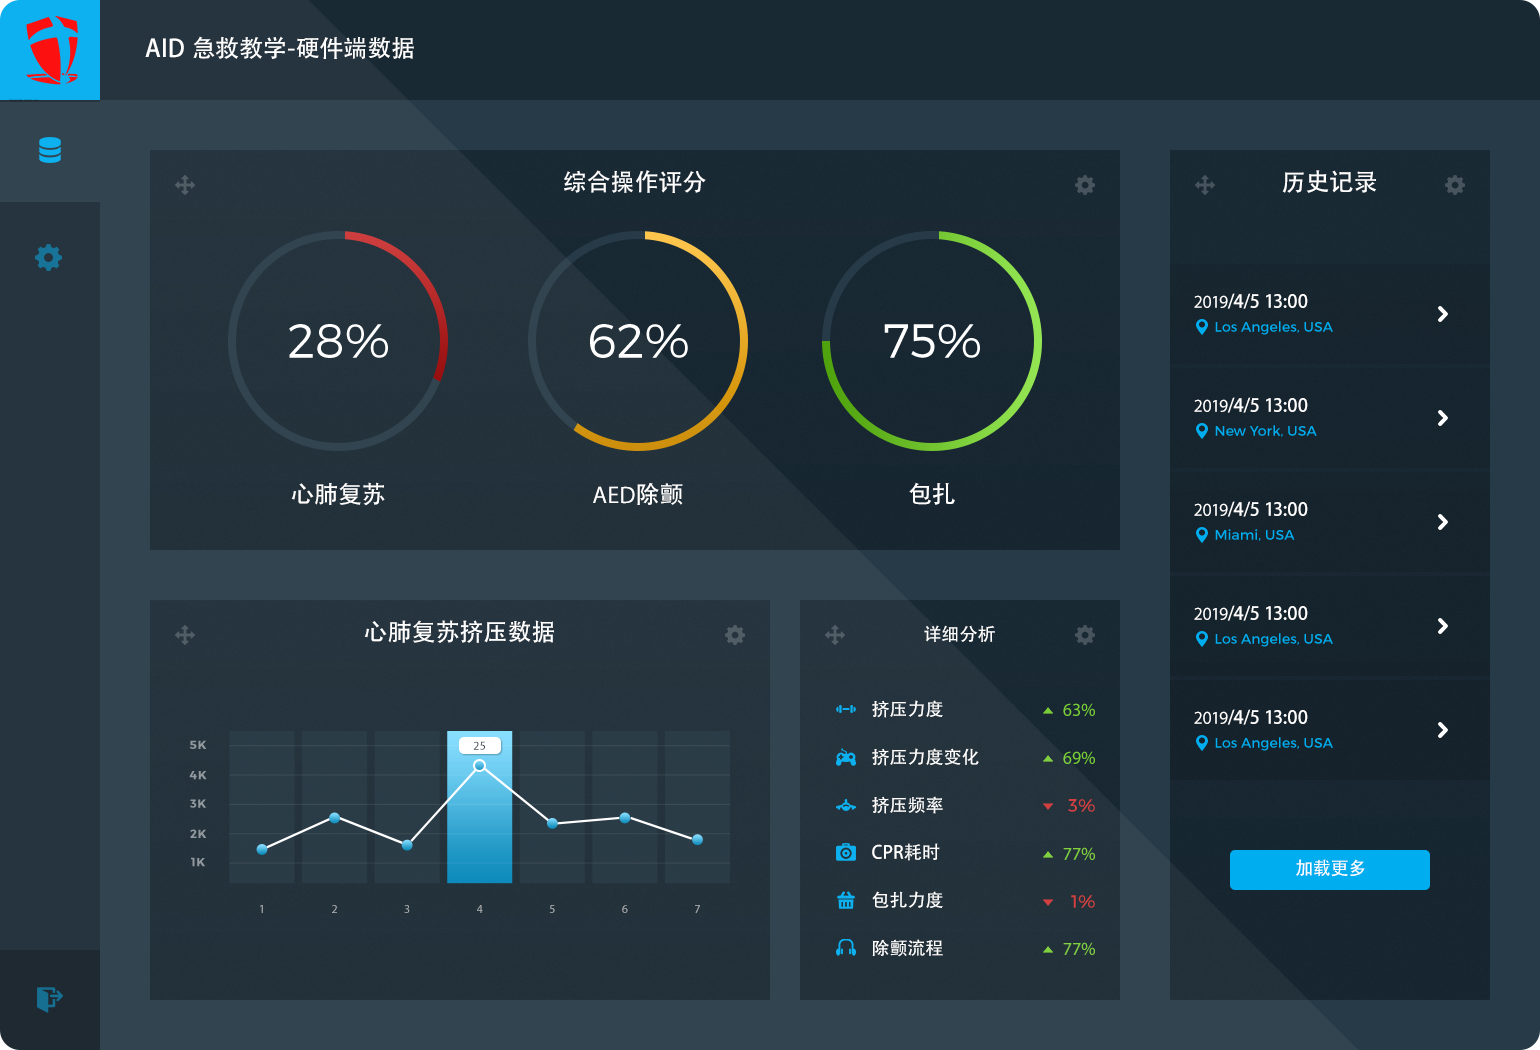 AID 急救教学-硬件端数据
综合操作评分
28%
62%
75%
心肺复苏
AED除颤
包扎
历史记录
2019/4/5 13:00
Los Angeles, USA
2019/4/5 13:00
New York, USA
2019/4/5 13:00
Miami, USA
2019/4/5 13:00
Los Angeles, USA
2019/4/5 13:00
Los Angeles, USA
加载更多
心肺复苏挤压数据
25
5K
4K
3K
2K
1K
1 2 3 4 5 6 7
详细分析
挤压力度 63%
挤压力度变化 69%
挤压频率 3%
CPR耗时 77%
包扎力度 1%
除颤流程 77%